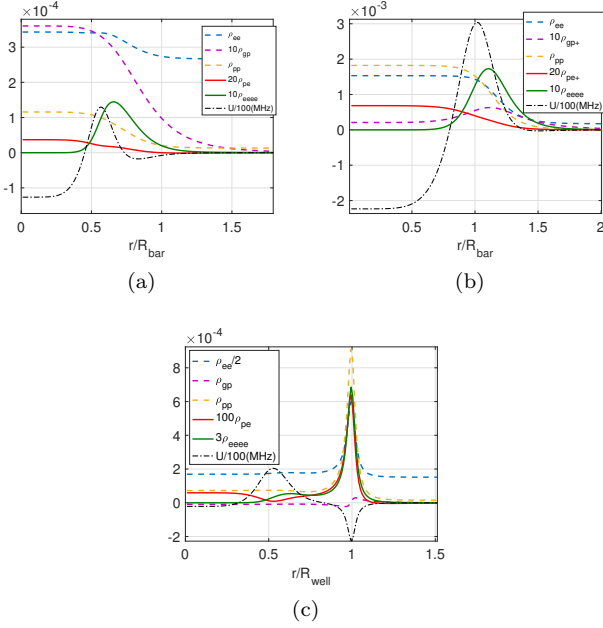 ×10⁻⁴
3
2
1
0
-1
0
0.5
1
1.5
r/R_bar
ρ_ee
10ρ_gp
ρ_pp
20ρ_pe
10ρ_eeee
U/100(MHz)
(a)
×10⁻³
3
2
1
0
-1
-2
0.5
1
1.5
2
r/R_bar
ρ_ee
10ρ_gp+
ρ_pp
20ρ_pe+
10ρ_eeee
U/100(MHz)
(b)
×10⁻⁴
8
6
4
2
0
-2
0
0.5
1
1.5
r/R_well
ρ_ee/2
ρ_gp
ρ_pp
100ρ_pe
3ρ_eeee
U/100(MHz)
(c)